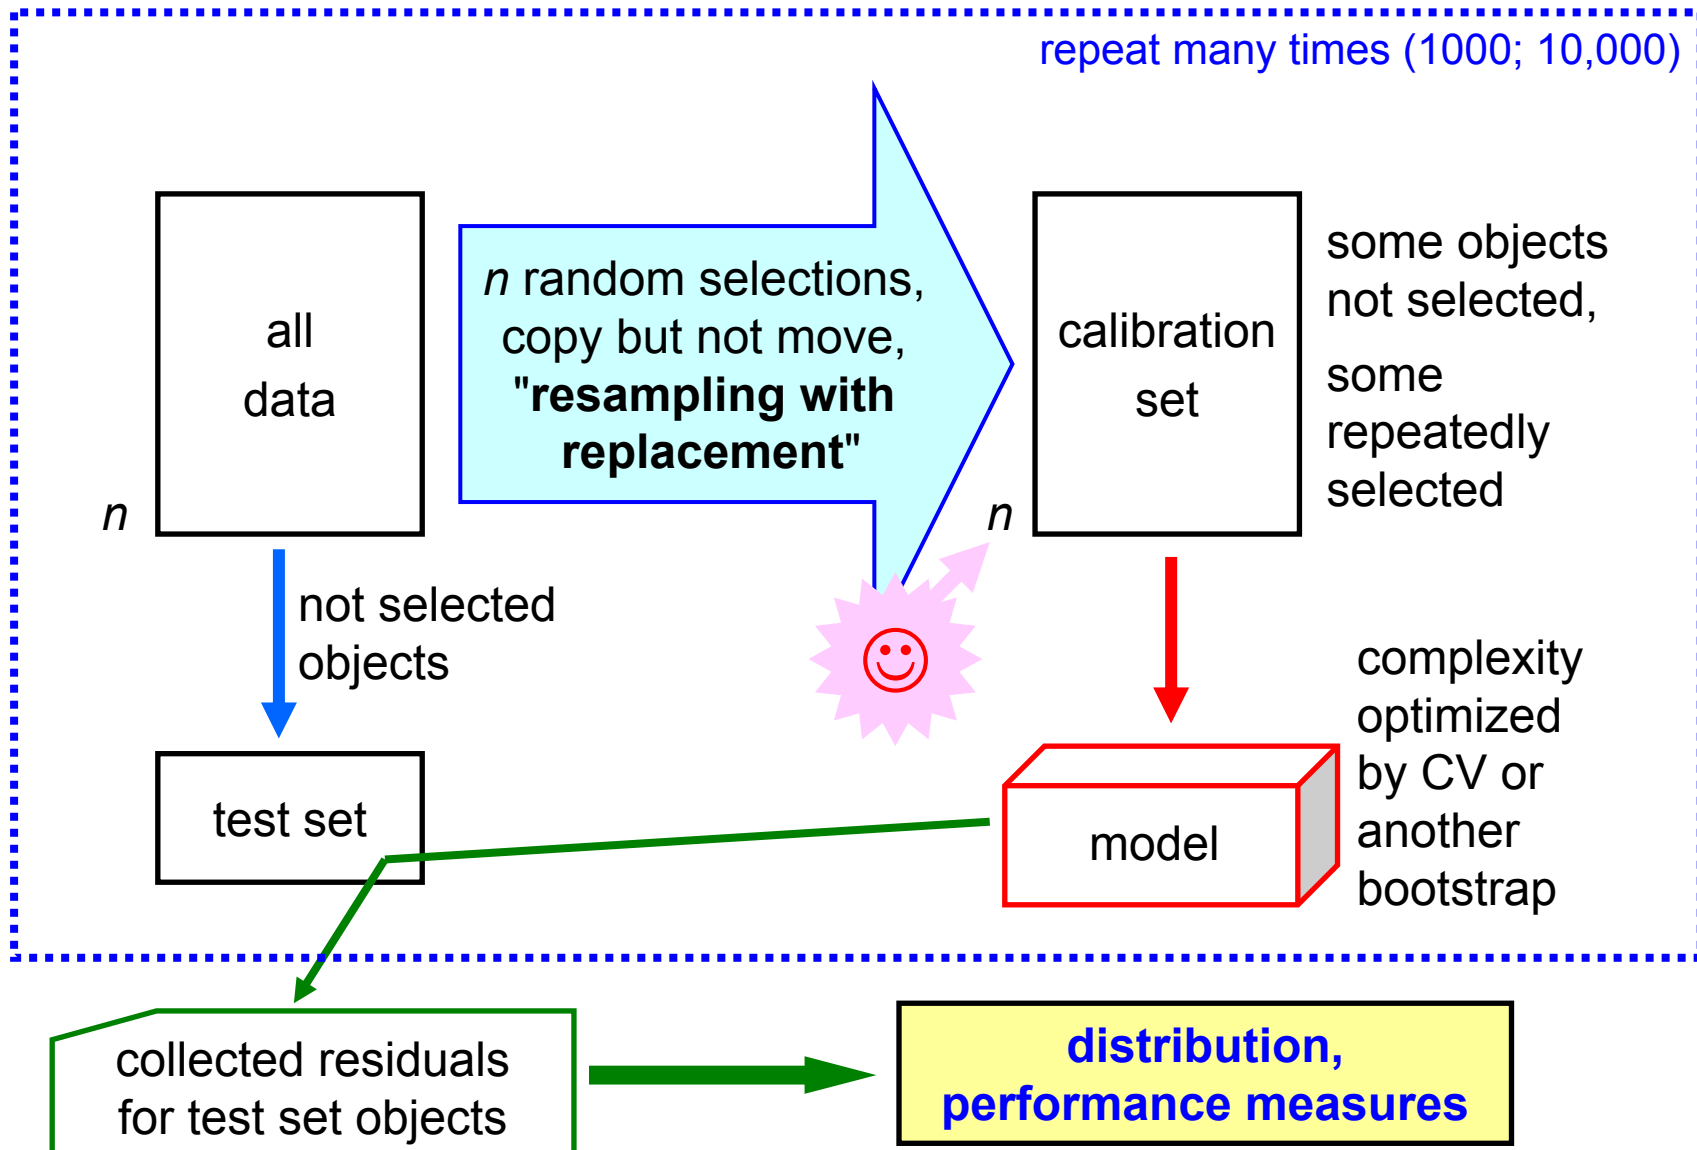 repeat many times (1000; 10,000)
all
data
n
n random selections,
copy but not move,
"resampling with
replacement"
calibration
set
n
some objects
not selected,
some
repeatedly
selected
not selected
objects
test set
model
complexity
optimized
by CV or
another
bootstrap
collected residuals
for test set objects
distribution,
performance measures